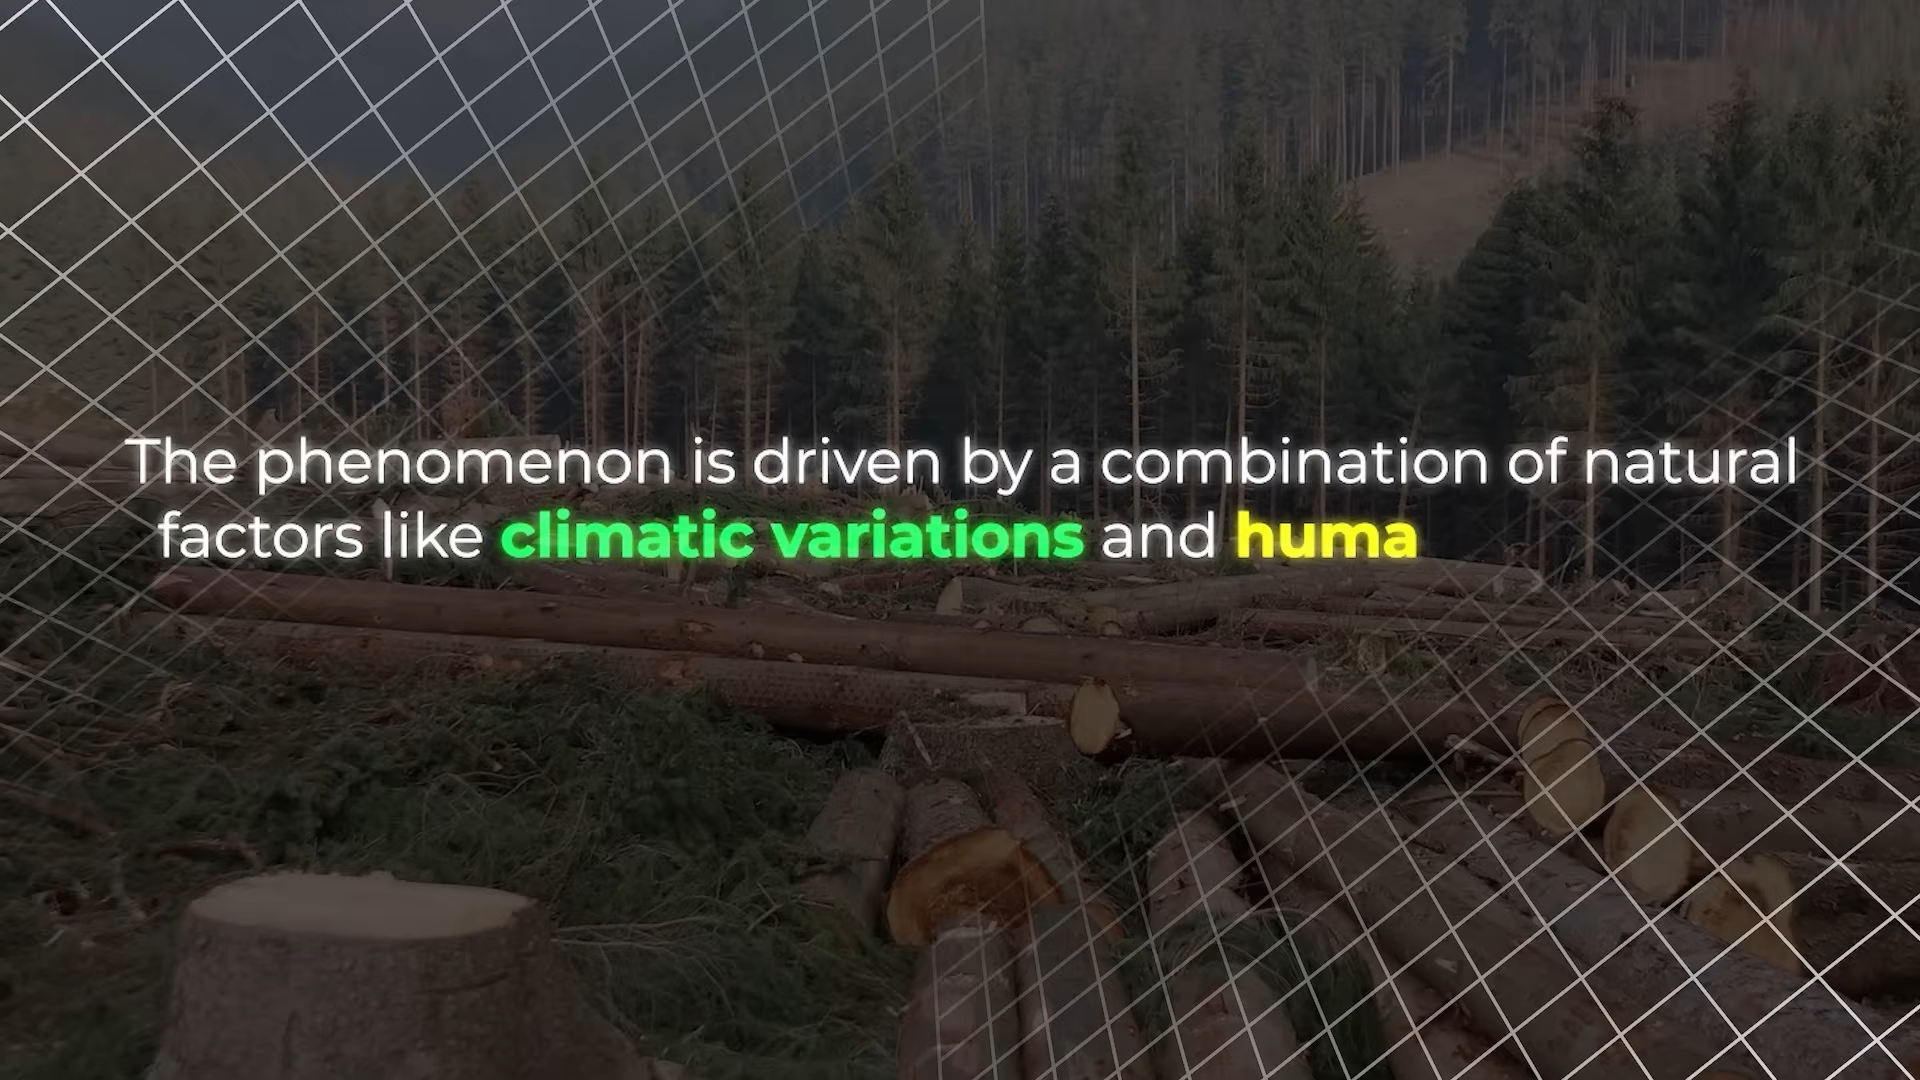 The phenomenon is driven by a combination of natural
factors like climatic variations and huma